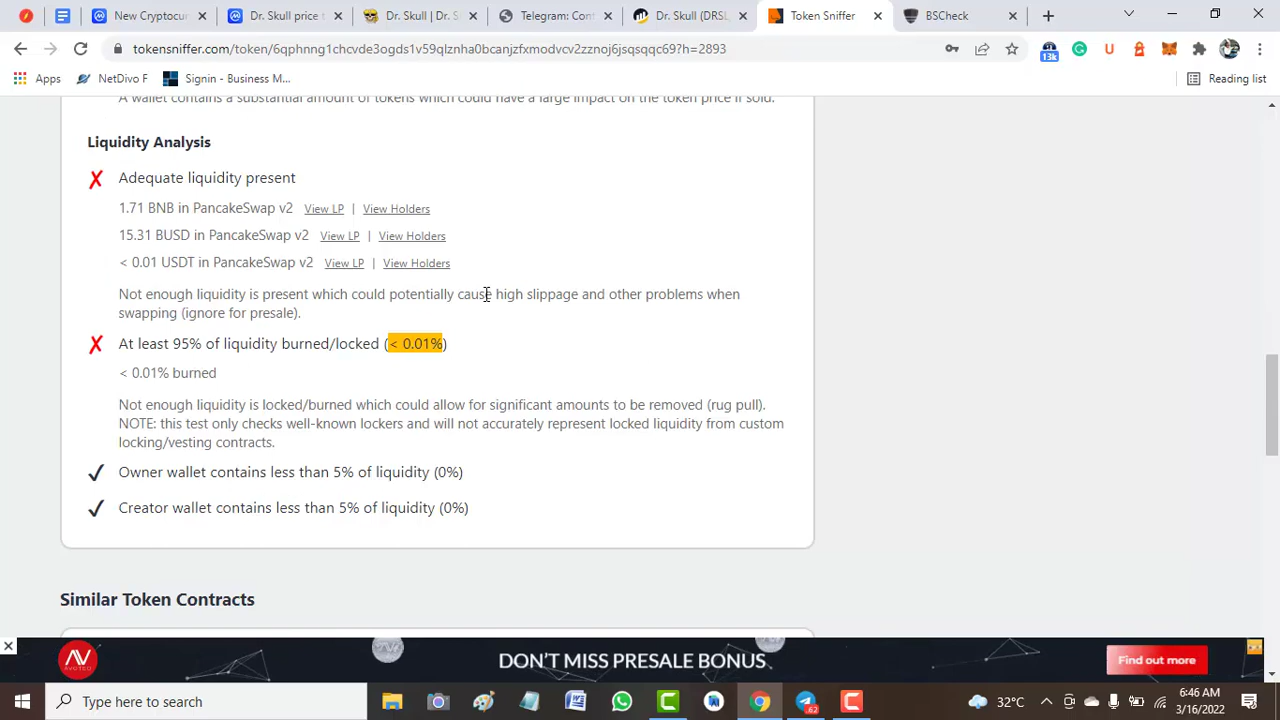 New Cryptocur
Dr. Skull price t
Dr. Skull | Dr. S
Telegram: Cont
Dr. Skull (DRSL
Token Sniffer
BSCheck
tokensniffer.com/token/6qphnng1chcvde3ogds1v59qlznha0bcanjzfxmodvcv2zznoj6jsqsqqc69?h=2893
13k
Apps
NetDivo F
Signin - Business M...
Reading list
A wallet contains a substantial amount of tokens which could have a large impact on the token price if sold.
Liquidity Analysis
✗ Adequate liquidity present
1.71 BNB in PancakeSwap v2 View LP | View Holders
15.31 BUSD in PancakeSwap v2 View LP | View Holders
< 0.01 USDT in PancakeSwap v2 View LP | View Holders
Not enough liquidity is present which could potentially cause high slippage and other problems when
swapping (ignore for presale).
✗ At least 95% of liquidity burned/locked (< 0.01%)
< 0.01% burned
Not enough liquidity is locked/burned which could allow for significant amounts to be removed (rug pull).
NOTE: this test only checks well-known lockers and will not accurately represent locked liquidity from custom
locking/vesting contracts.
✓ Owner wallet contains less than 5% of liquidity (0%)
✓ Creator wallet contains less than 5% of liquidity (0%)
Similar Token Contracts
AVUTEO
DON'T MISS PRESALE BONUS
Find out more
Type here to search
62
32°C
6:46 AM
3/16/2022